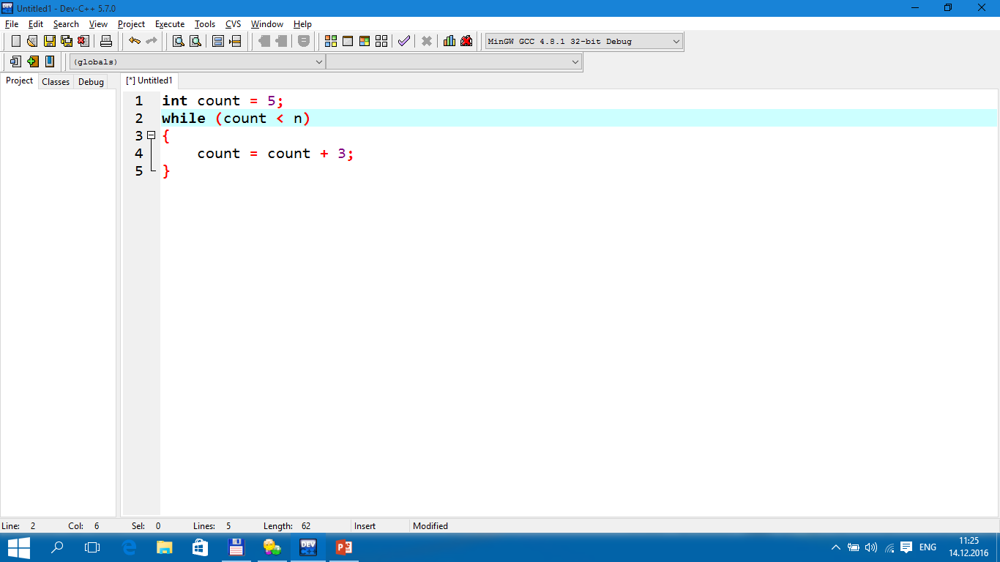 Untitled1 - Dev-C++ 5.7.0
File Edit Search View Project Execute Tools CVS Window Help
MinGW GCC 4.8.1 32-bit Debug
(globals)
Project Classes Debug [*] Untitled1
1 int count = 5;
2 while (count < n)
3 {
4 count = count + 3;
5 }
Line: 2 Col: 6 Sel: 0 Lines: 5 Length: 62 Insert Modified
DEV C++ P ENG 11:25
14.12.2016